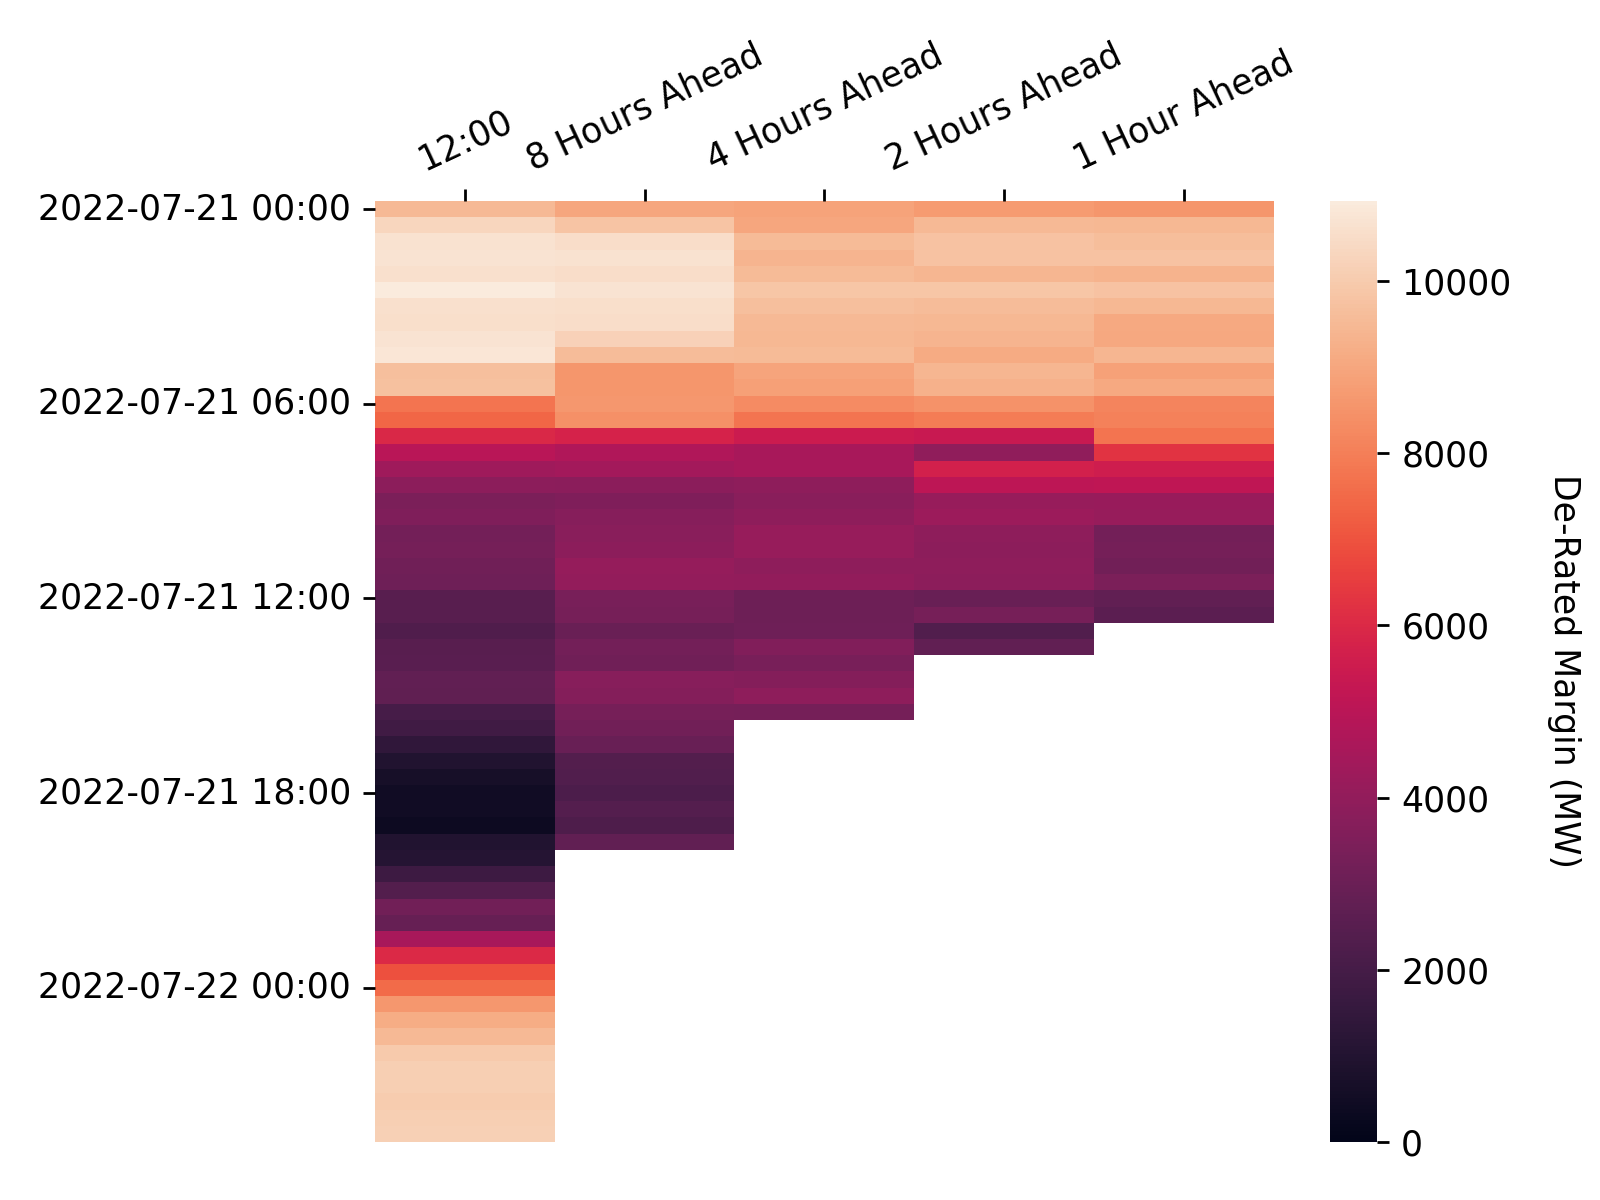 12:00
8 Hours Ahead
4 Hours Ahead
2 Hours Ahead
1 Hour Ahead
2022-07-21 00:00
2022-07-21 06:00
2022-07-21 12:00
2022-07-21 18:00
2022-07-22 00:00
10000
8000
6000
4000
2000
0
De-Rated Margin (MW)